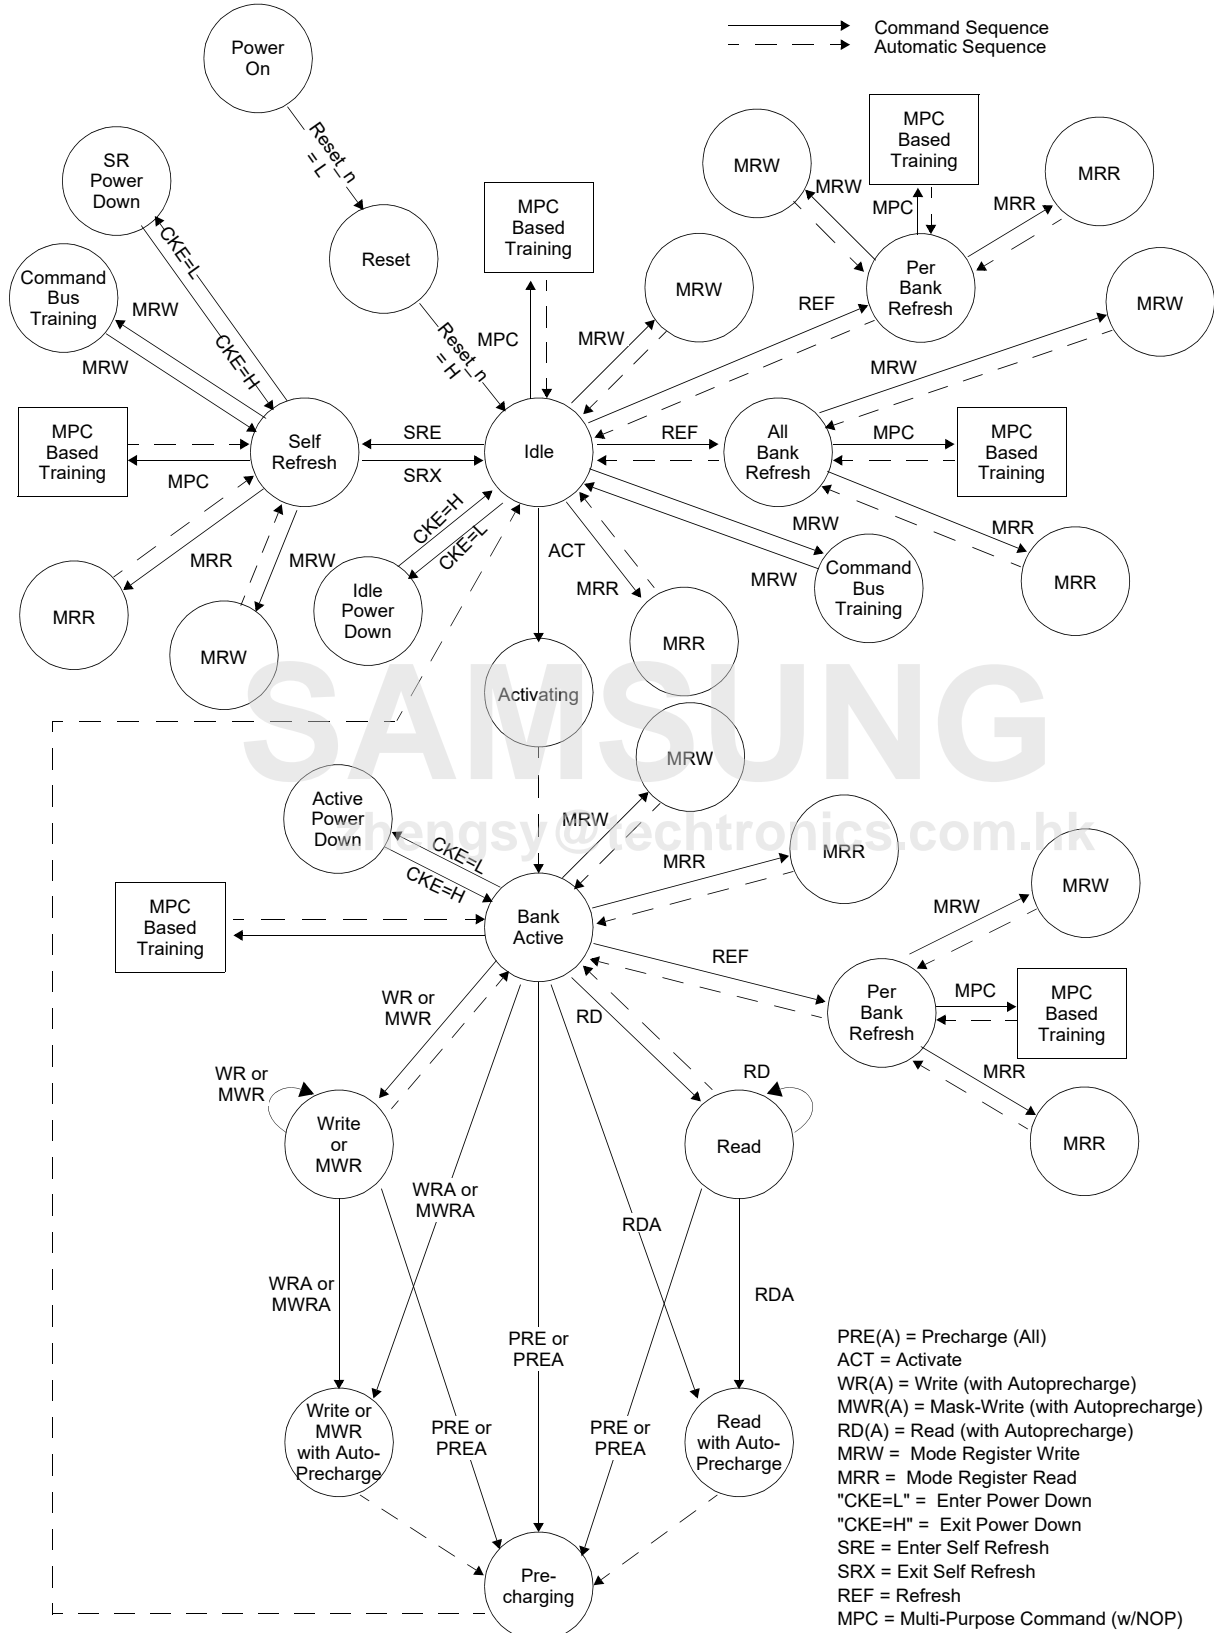 Power
On
Command Sequence
Automatic Sequence
Reset_n
= L
SR
Power
Down
MPC
Based
Training
MRW
MRR
MRW
MPC
MRR
MPC
Based
Training
Reset
Per
Bank
Refresh
CKE=L
Command
Bus
Training
MRW
MRW
CKE=H
MRW
REF
MRW
Reset_n
= H
MPC
MRW
MRW
MPC
Based
Training
MPC
Self
Refresh
SRE
SRX
Idle
REF
All
Bank
Refresh
MPC
MPC
Based
Training
CKE=H
CKE=L
MRR
MRW
MRR
MRW
Idle
Power
Down
ACT
MRR
MRR
MRW
MRW
Command
Bus
Training
MRR
MRR
SAMSUNG
Activating
MRW
zhengsy@techtronics.com.hk
Active
Power
Down
CKE=L
CKE=H
MRW
MRR
MRR
MPC
Based
Training
Bank
Active
REF
MRW
MRW
Per
Bank
Refresh
MPC
MPC
Based
Training
MRR
MRR
WR or
MWR
RD
WR or
MWR
Write
or
MWR
RD
Read
WRA or
MWRA
RDA
WRA or
MWRA
RDA
PRE or
PREA
Write or
MWR
with Auto-
Precharge
PRE or
PREA
PRE or
PREA
Read
with Auto-
Precharge
Pre-
charging
PRE(A) = Precharge (All)
ACT = Activate
WR(A) = Write (with Autoprecharge)
MWR(A) = Mask-Write (with Autoprecharge)
RD(A) = Read (with Autoprecharge)
MRW = Mode Register Write
MRR = Mode Register Read
"CKE=L" = Enter Power Down
"CKE=H" = Exit Power Down
SRE = Enter Self Refresh
SRX = Exit Self Refresh
REF = Refresh
MPC = Multi-Purpose Command (w/NOP)